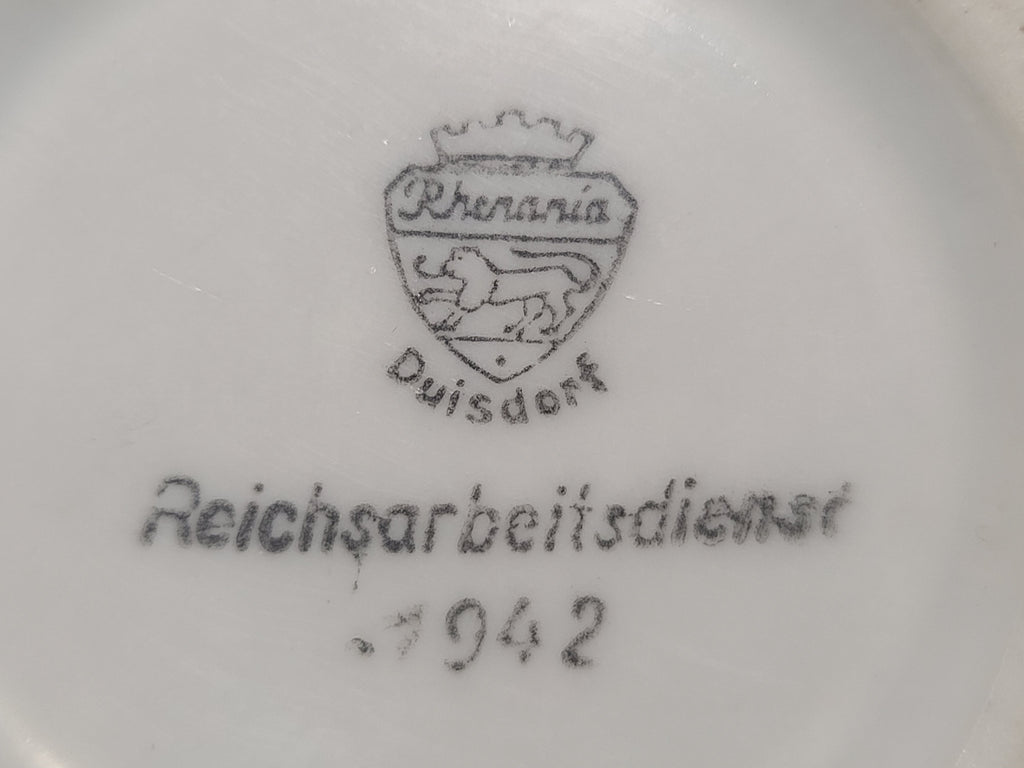 Rhenania
Duisdorf
Reichsarbeitsdienst
1942